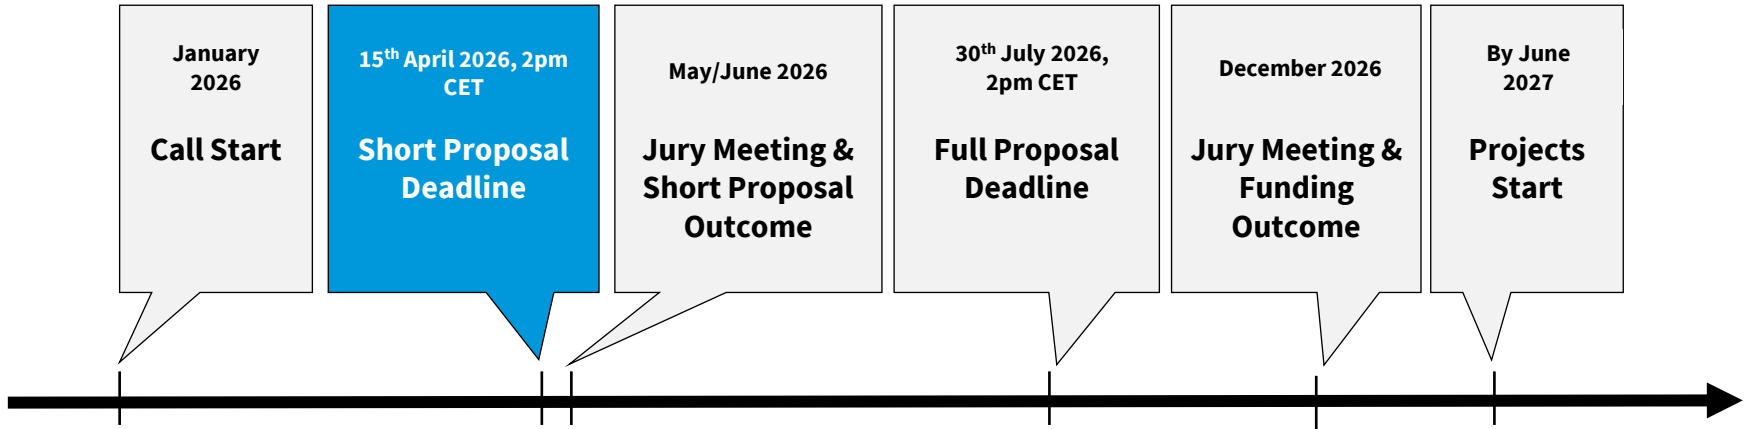 January
2026
Call Start
15th April 2026, 2pm
CET
Short Proposal
Deadline
May/June 2026
Jury Meeting &
Short Proposal
Outcome
30th July 2026,
2pm CET
Full Proposal
Deadline
December 2026
Jury Meeting &
Funding
Outcome
By June
2027
Projects
Start